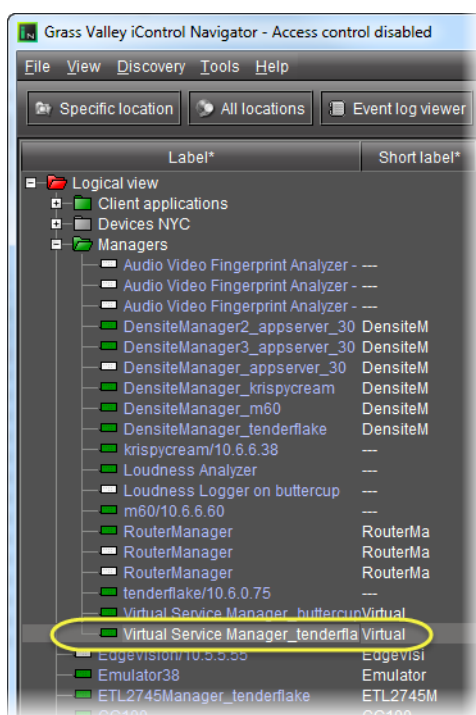 Grass Valley iControl Navigator - Access control disabled
File View Discovery Tools Help
Specific location All locations Event log viewer
Label* Short label*
Logical view
Client applications
Devices NYC
Managers
Audio Video Fingerprint Analyzer - ---
Audio Video Fingerprint Analyzer - ---
Audio Video Fingerprint Analyzer - ---
DensiteManager2_appserver_30 DensiteM
DensiteManager3_appserver_30 DensiteM
DensiteManager_appserver_30 DensiteM
DensiteManager_krispycream DensiteM
DensiteManager_m60 DensiteM
DensiteManager_tenderflake DensiteM
krispycream/10.6.6.38 ---
Loudness Analyzer ---
Loudness Logger on buttercup ---
m60/10.6.6.60 ---
RouterManager RouterMa
RouterManager RouterMa
RouterManager RouterMa
tenderflake/10.6.0.75 ---
Virtual Service Manager_buttercup Virtual
Virtual Service Manager_tenderfla Virtual
EdgeVision/10.5.5.55 EdgeVisi
Emulator38 Emulator
ETL2745Manager_tenderflake ETL2745M